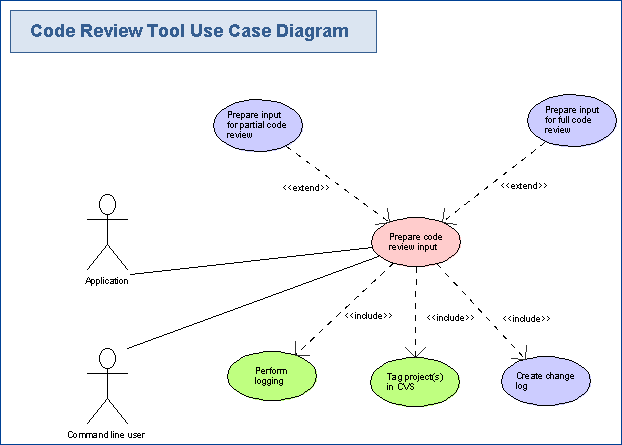 Code Review Tool Use Case Diagram
Prepare input
for partial code
review
Prepare input
for full code
review
<<extend>>
<<extend>>
Prepare code
review input
Application
<<include>>
<<include>>
<<include>>
Perform
logging
Tag project(s)
in CVS
Create change
log
Command line user